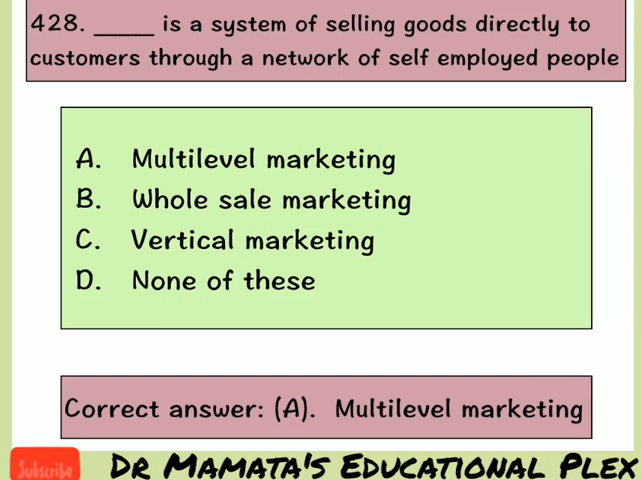 428. _____ is a system of selling goods directly to
customers through a network of self employed people
A. Multilevel marketing
B. Whole sale marketing
C. Vertical marketing
D. None of these
Correct answer: (A). Multilevel marketing
Subscribe
DR MAMATA'S EDUCATIONAL PLEX